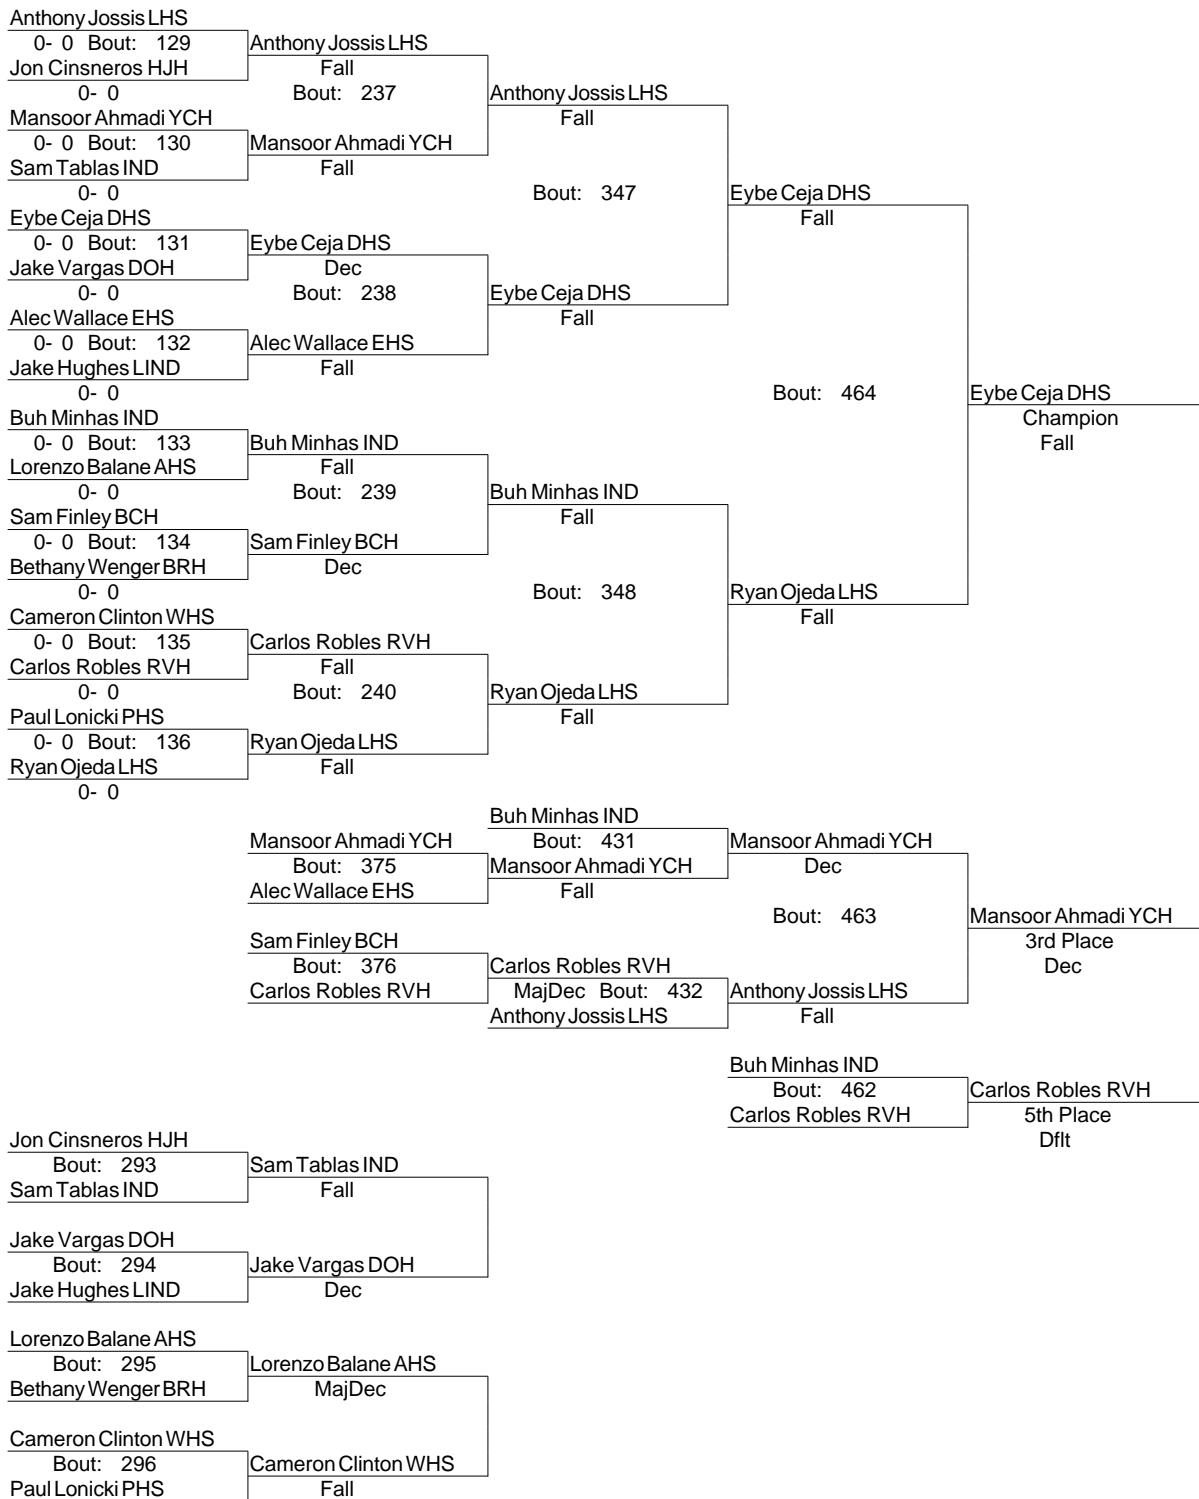 Anthony Jossis LHS
0- 0 Bout: 129 Anthony Jossis LHS
Jon Cinsneros HJH Fall
0- 0 Bout: 237 Anthony Jossis LHS
Mansoor Ahmadi YCH Fall
0- 0 Bout: 130 Mansoor Ahmadi YCH
Sam Tablas IND Fall
0- 0 Bout: 347 Eybe Ceja DHS
Eybe Ceja DHS Fall
0- 0 Bout: 131 Eybe Ceja DHS
Jake Vargas DOH Dec
0- 0 Bout: 238 Eybe Ceja DHS
Alec Wallace EHS Fall
0- 0 Bout: 132 Alec Wallace EHS
Jake Hughes LIND Fall
0- 0 Bout: 464 Eybe Ceja DHS
Buh Minhas IND Champion
0- 0 Bout: 133 Buh Minhas IND Fall
Lorenzo Balane AHS Fall
0- 0 Bout: 239 Buh Minhas IND
Sam Finley BCH Fall
0- 0 Bout: 134 Sam Finley BCH
Bethany Wenger BRH Dec
0- 0 Bout: 348 Ryan Ojeda LHS
Cameron Clinton WHS Fall
0- 0 Bout: 135 Carlos Robles RVH
Carlos Robles RVH Fall
0- 0 Bout: 240 Ryan Ojeda LHS
Paul Lonicki PHS Fall
0- 0 Bout: 136 Ryan Ojeda LHS
Ryan Ojeda LHS Fall
0- 0
Buh Minhas IND
Mansoor Ahmadi YCH Bout: 431 Mansoor Ahmadi YCH
Bout: 375 Mansoor Ahmadi YCH Dec
Alec Wallace EHS Fall
Bout: 463 Mansoor Ahmadi YCH
Sam Finley BCH 3rd Place
Bout: 376 Carlos Robles RVH Dec
Carlos Robles RVH MajDec Bout: 432 Anthony Jossis LHS
Anthony Jossis LHS Fall
Buh Minhas IND
Bout: 462 Carlos Robles RVH
Carlos Robles RVH 5th Place
Jon Cinsneros HJH Dflt
Bout: 293 Sam Tablas IND
Sam Tablas IND Fall
Jake Vargas DOH
Bout: 294 Jake Vargas DOH
Jake Hughes LIND Dec
Lorenzo Balane AHS
Bout: 295 Lorenzo Balane AHS
Bethany Wenger BRH MajDec
Cameron Clinton WHS
Bout: 296 Cameron Clinton WHS
Paul Lonicki PHS Fall